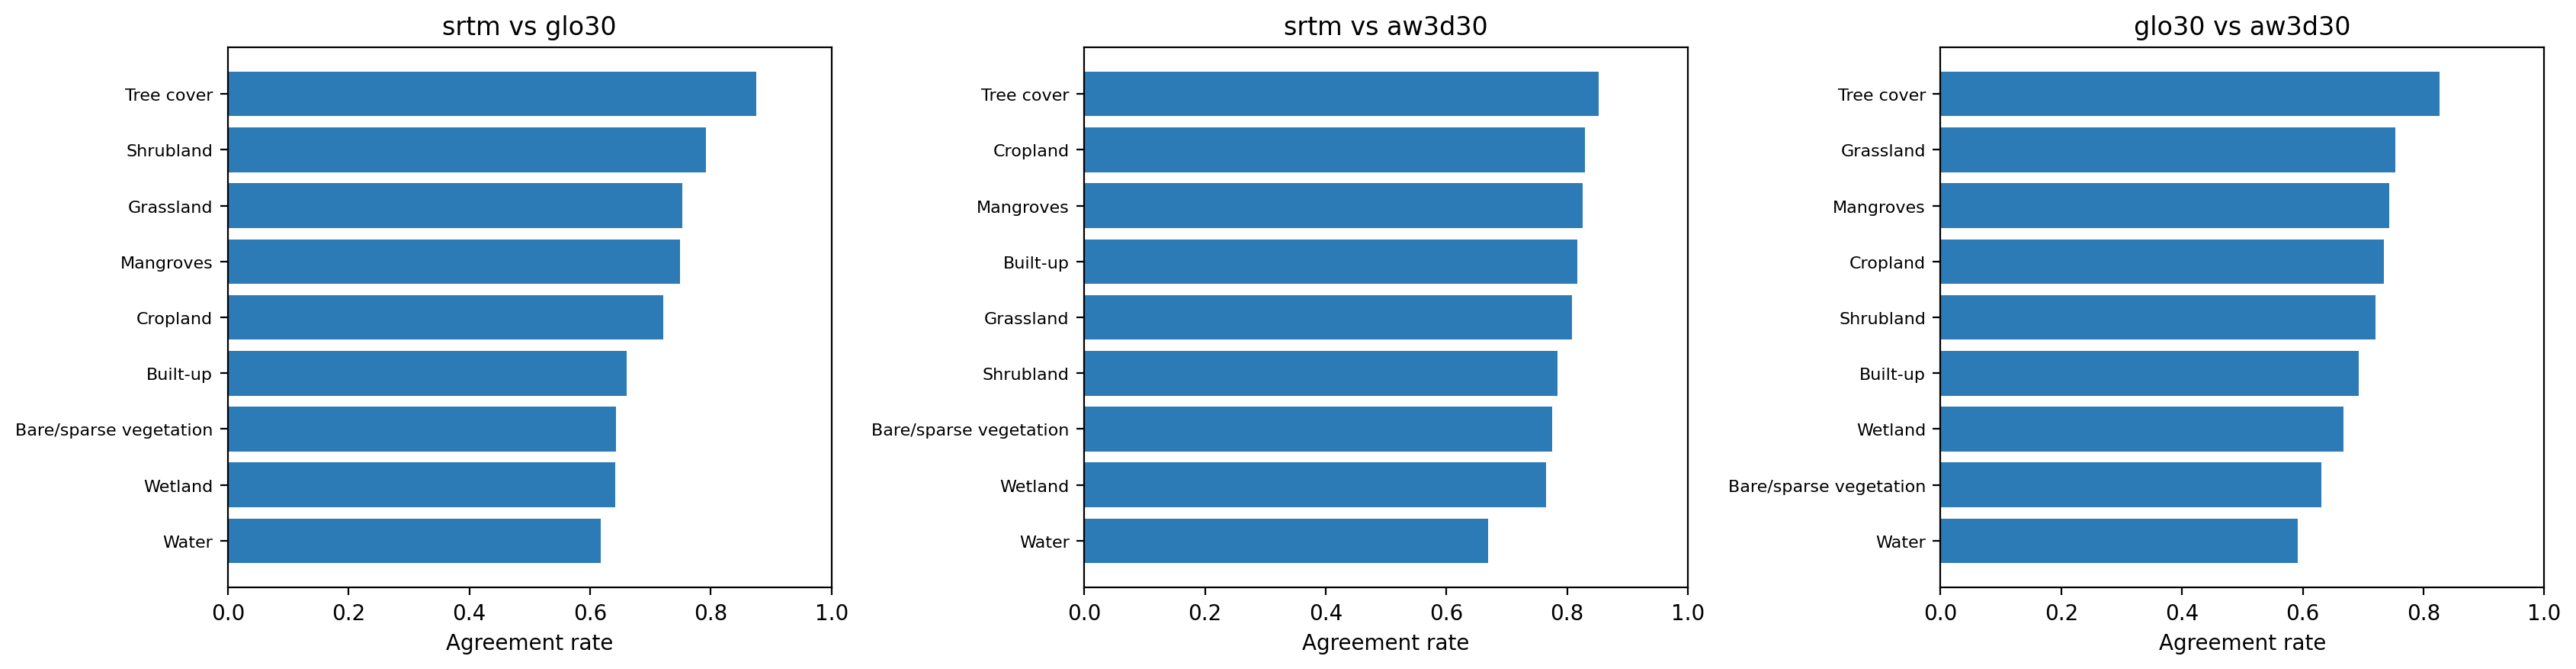 srtm vs glo30
Tree cover
Shrubland
Grassland
Mangroves
Cropland
Built-up
Bare/sparse vegetation
Wetland
Water
0.0 0.2 0.4 0.6 0.8 1.0
Agreement rate
srtm vs aw3d30
Tree cover
Cropland
Mangroves
Built-up
Grassland
Shrubland
Bare/sparse vegetation
Wetland
Water
0.0 0.2 0.4 0.6 0.8 1.0
Agreement rate
glo30 vs aw3d30
Tree cover
Grassland
Mangroves
Cropland
Shrubland
Built-up
Wetland
Bare/sparse vegetation
Water
0.0 0.2 0.4 0.6 0.8 1.0
Agreement rate